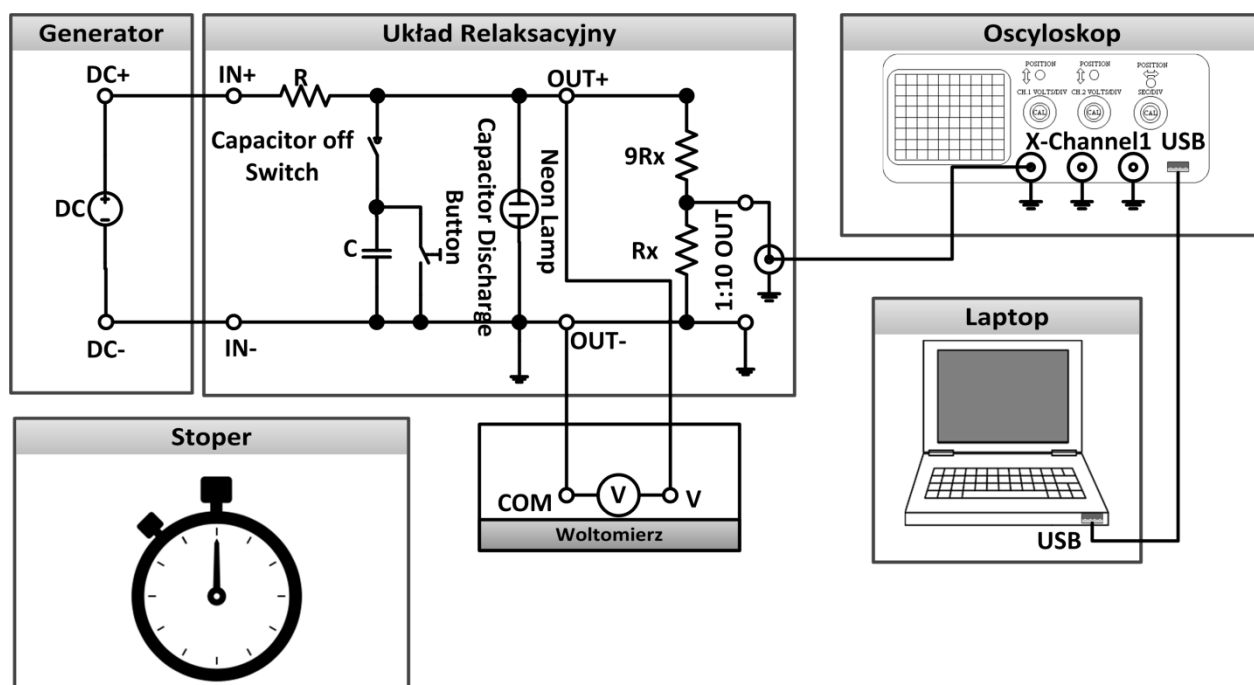 Generator
DC+
DC
DC-
Układ Relaksacyjny
IN+
R
OUT+
Capacitor off
Switch
C
Button
Capacitor Discharge
Neon Lamp
9Rx
Rx
1:10 OUT
IN-
OUT-
Oscyloskop
POSITION
POSITION
POSITION
CH.1 VOLTS/DIV
CH.2 VOLTS/DIV
SEC/DIV
CAL
CAL
CAL
X-Channel1 USB
Laptop
USB
Stoper
COM
V
V
Woltomierz